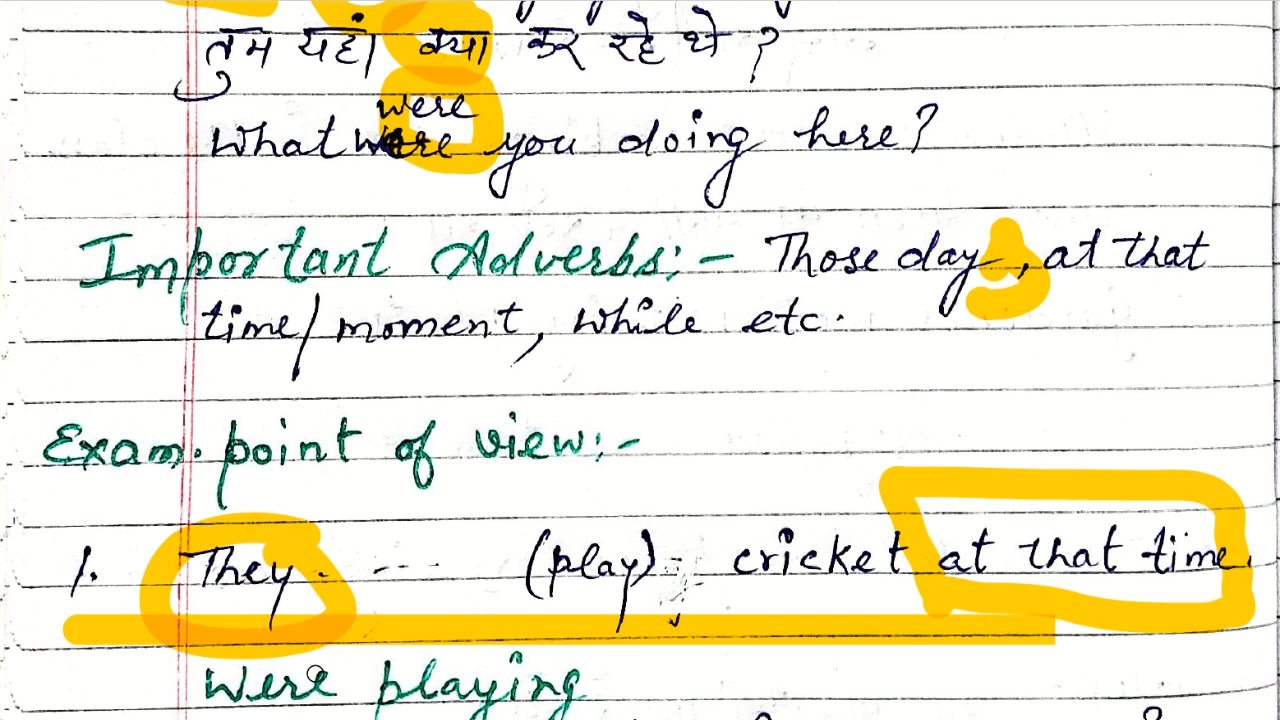 तुम यहां क्या कर रहे थे ?
were
What were you doing here?
Important Adverbs:- Those day , at that
time/moment, while etc.
Exam. point of view:-
1. They. --- (play) cricket at that time.
were playing